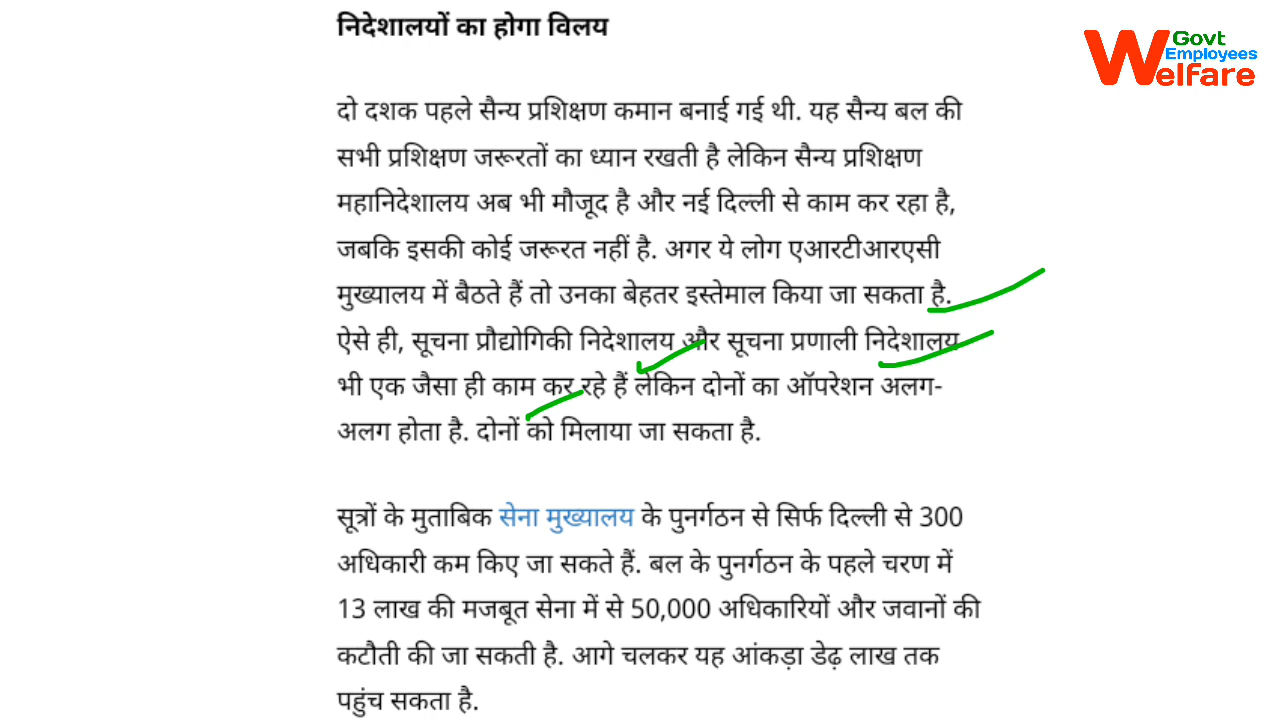 निदेशालयों का होगा विलय
Govt
Employees
Welfare
दो दशक पहले सैन्य प्रशिक्षण कमान बनाई गई थी. यह सैन्य बल की
सभी प्रशिक्षण जरूरतों का ध्यान रखती है लेकिन सैन्य प्रशिक्षण
महानिदेशालय अब भी मौजूद है और नई दिल्ली से काम कर रहा है,
जबकि इसकी कोई जरूरत नहीं है. अगर ये लोग एआरटीआरएसी
मुख्यालय में बैठते हैं तो उनका बेहतर इस्तेमाल किया जा सकता है.
ऐसे ही, सूचना प्रौद्योगिकी निदेशालय और सूचना प्रणाली निदेशालय
भी एक जैसा ही काम कर रहे हैं लेकिन दोनों का ऑपरेशन अलग-
अलग होता है. दोनों को मिलाया जा सकता है.
सूत्रों के मुताबिक सेना मुख्यालय के पुनर्गठन से सिर्फ दिल्ली से 300
अधिकारी कम किए जा सकते हैं. बल के पुनर्गठन के पहले चरण में
13 लाख की मजबूत सेना में से 50,000 अधिकारियों और जवानों की
कटौती की जा सकती है. आगे चलकर यह आंकड़ा डेढ़ लाख तक
पहुंच सकता है.